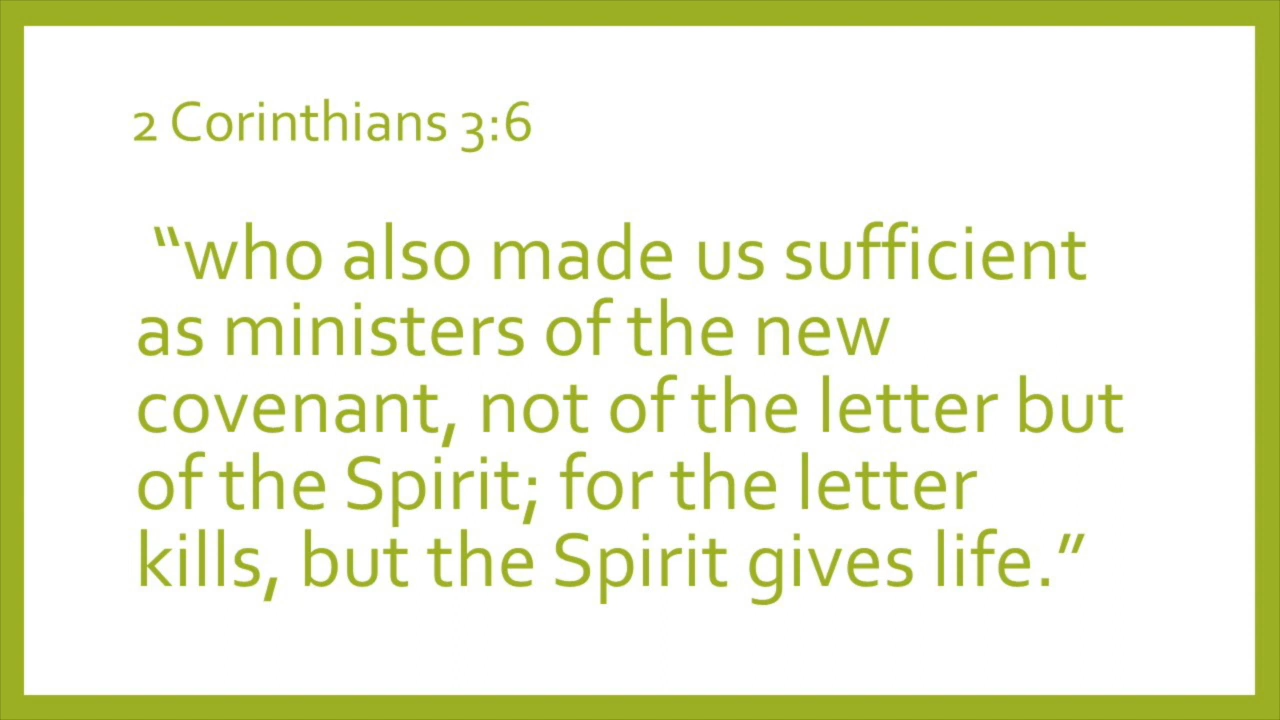 2 Corinthians 3:6
“who also made us sufficient
as ministers of the new
covenant, not of the letter but
of the Spirit; for the letter
kills, but the Spirit gives life.”